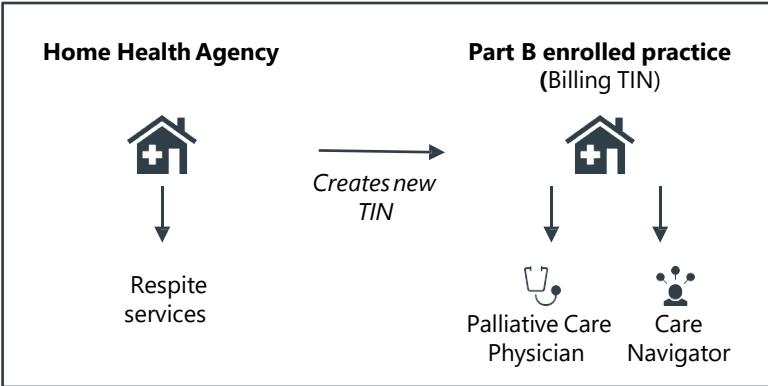 Home Health Agency
Part B enrolled practice
(Billing TIN)
Creates new
TIN
Respite
services
Palliative Care
Physician
Care
Navigator